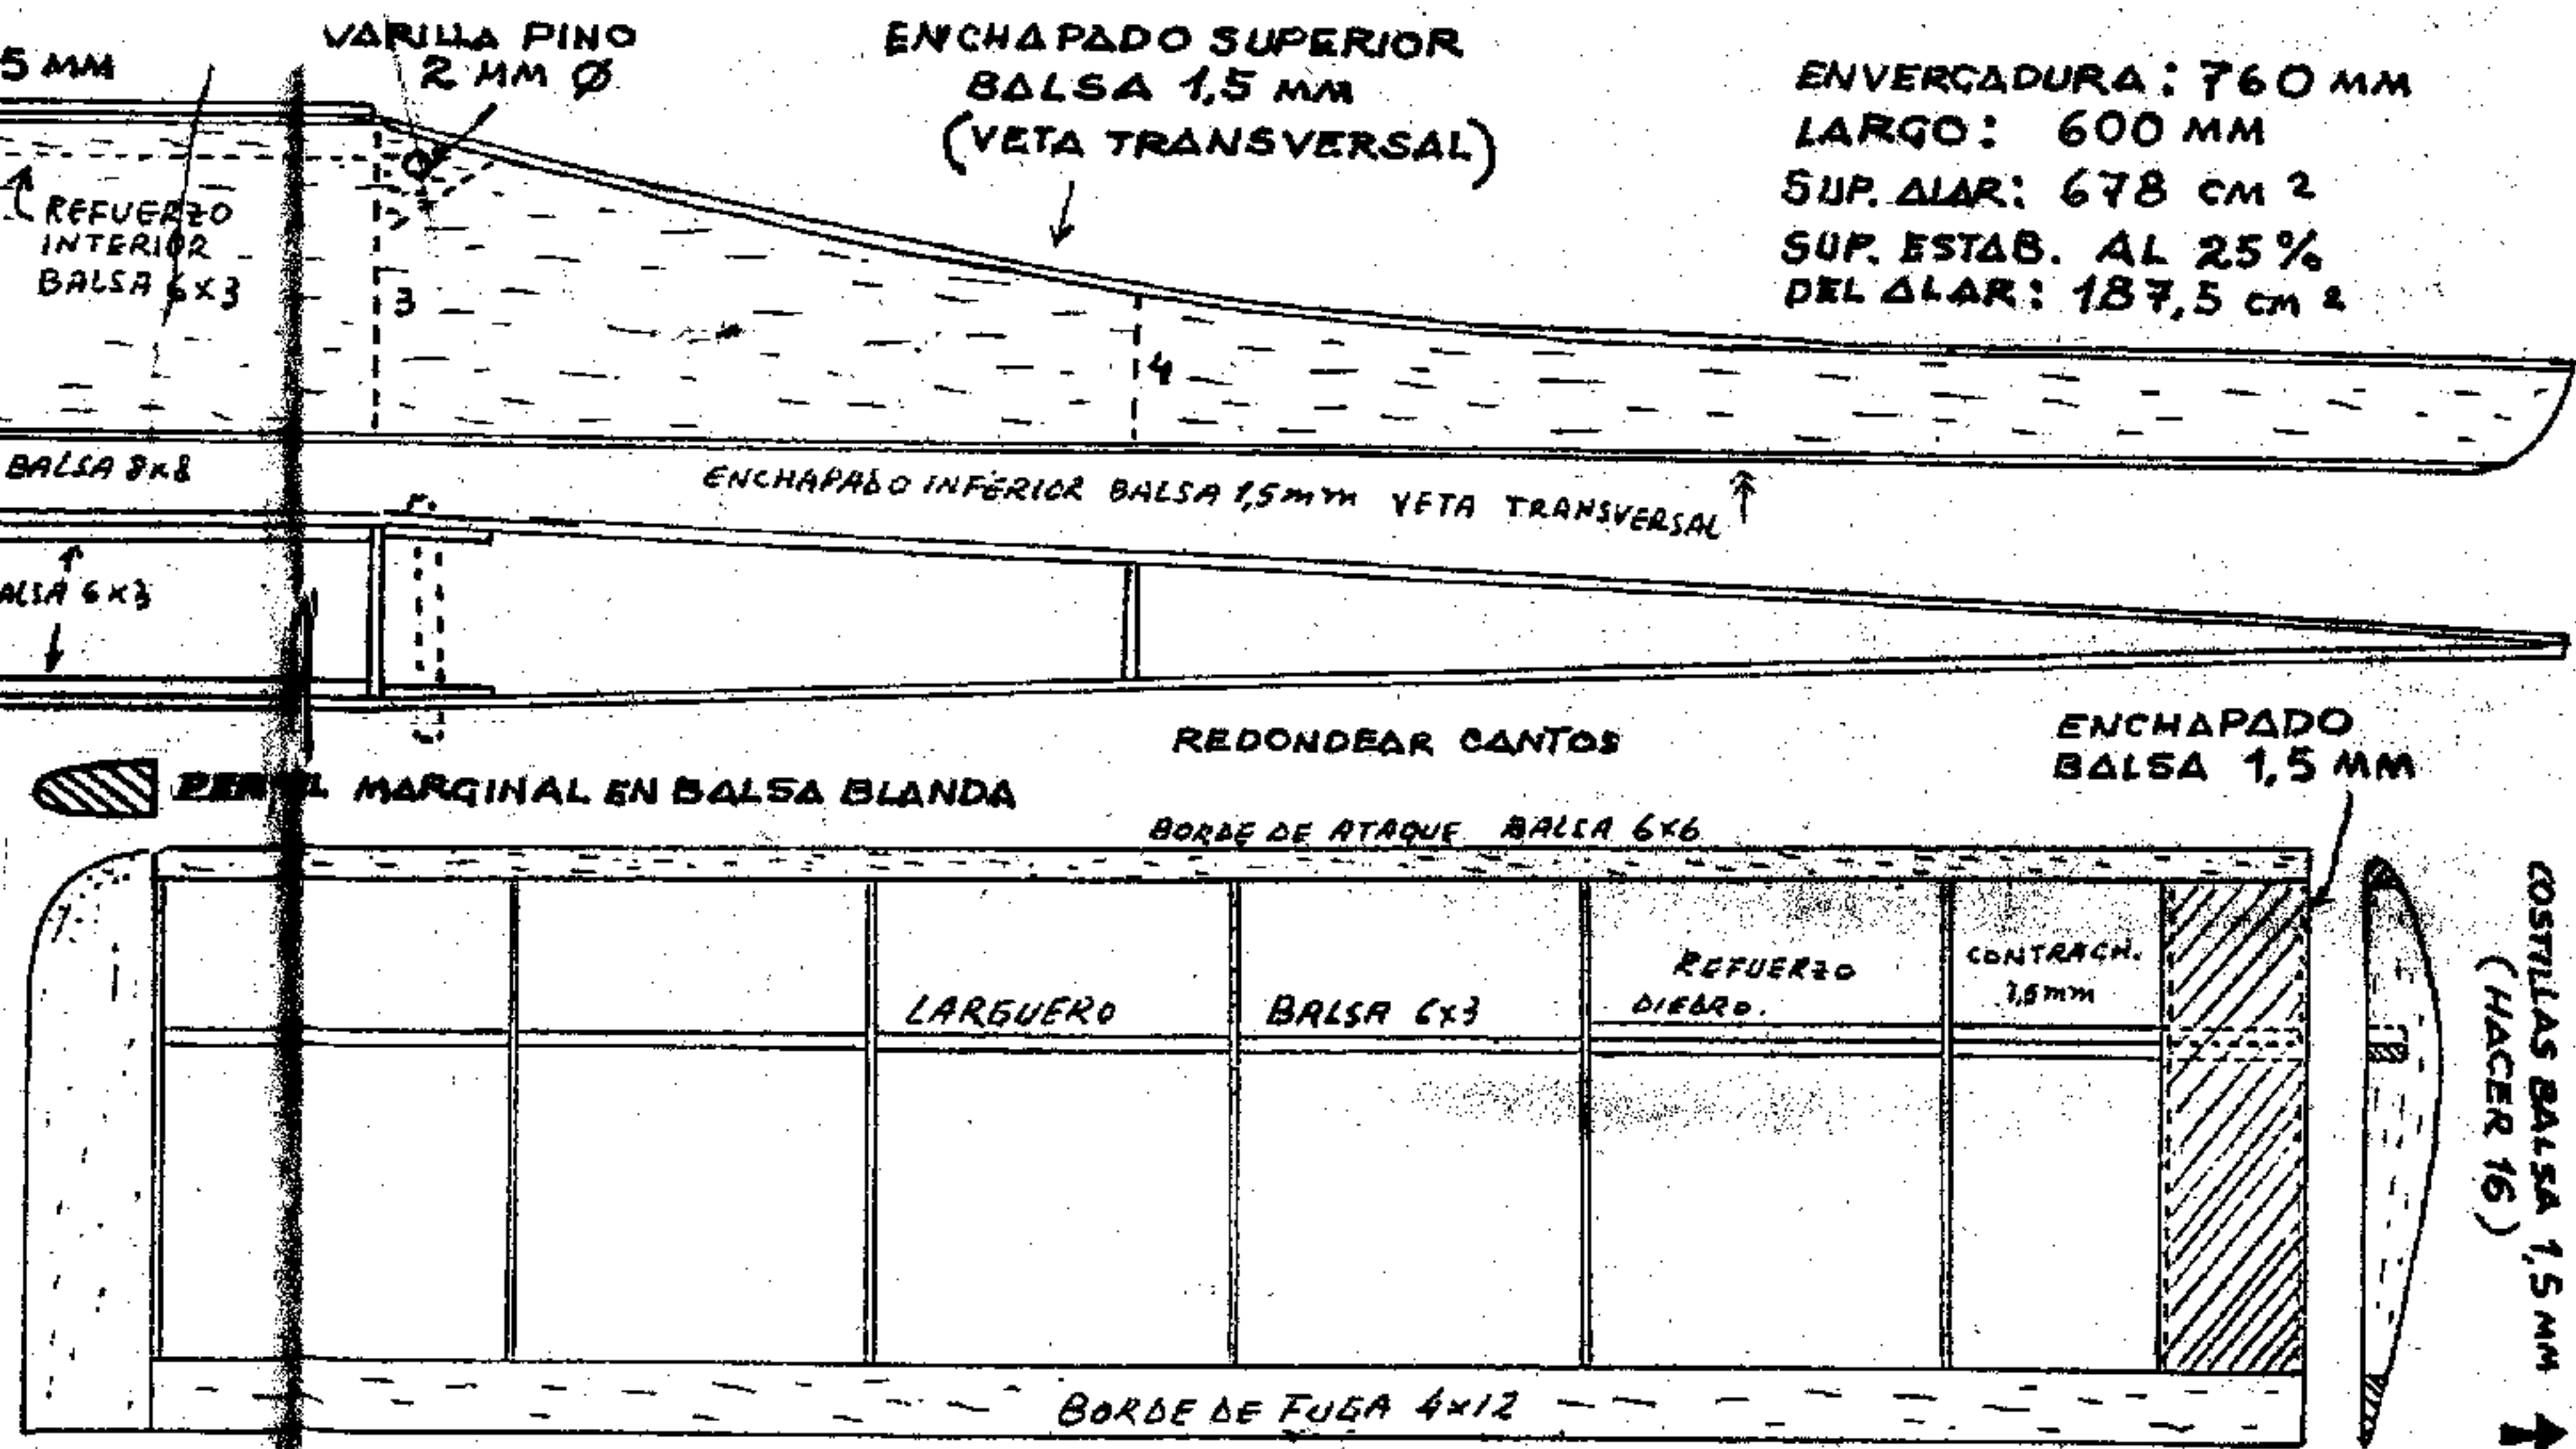 5 MM
VARILLA PINO
2 MM Ø
ENCHAPADO SUPERIOR
BALSA 1,5 MM
(VETA TRANSVERSAL)
ENVERGADURA: 760 MM
LARGO: 600 MM
SUP. ALAR: 678 CM 2
SUP. ESTAB. AL 25%
DEL ALAR: 187,5 cm 2
REFUERZO
INTERIOR
BALSA 6x3
3
4
BALSA 8x8
ENCHAPADO INFERIOR BALSA 1,5mm VETA TRANSVERSAL
ALSA 6x3
REDONDEAR CANTOS
ENCHAPADO
BALSA 1,5 MM
PERFIL MARGINAL EN BALSA BLANDA
BORDE DE ATAQUE BALSA 6x6
LARGUERO BALSA 6x3
REFUERZO
DIEDRO.
CONTRACH.
1,5mm
COSTILLAS BALSA 1,5 MM
(HACER 16)
BORDE DE FUGA 4x12